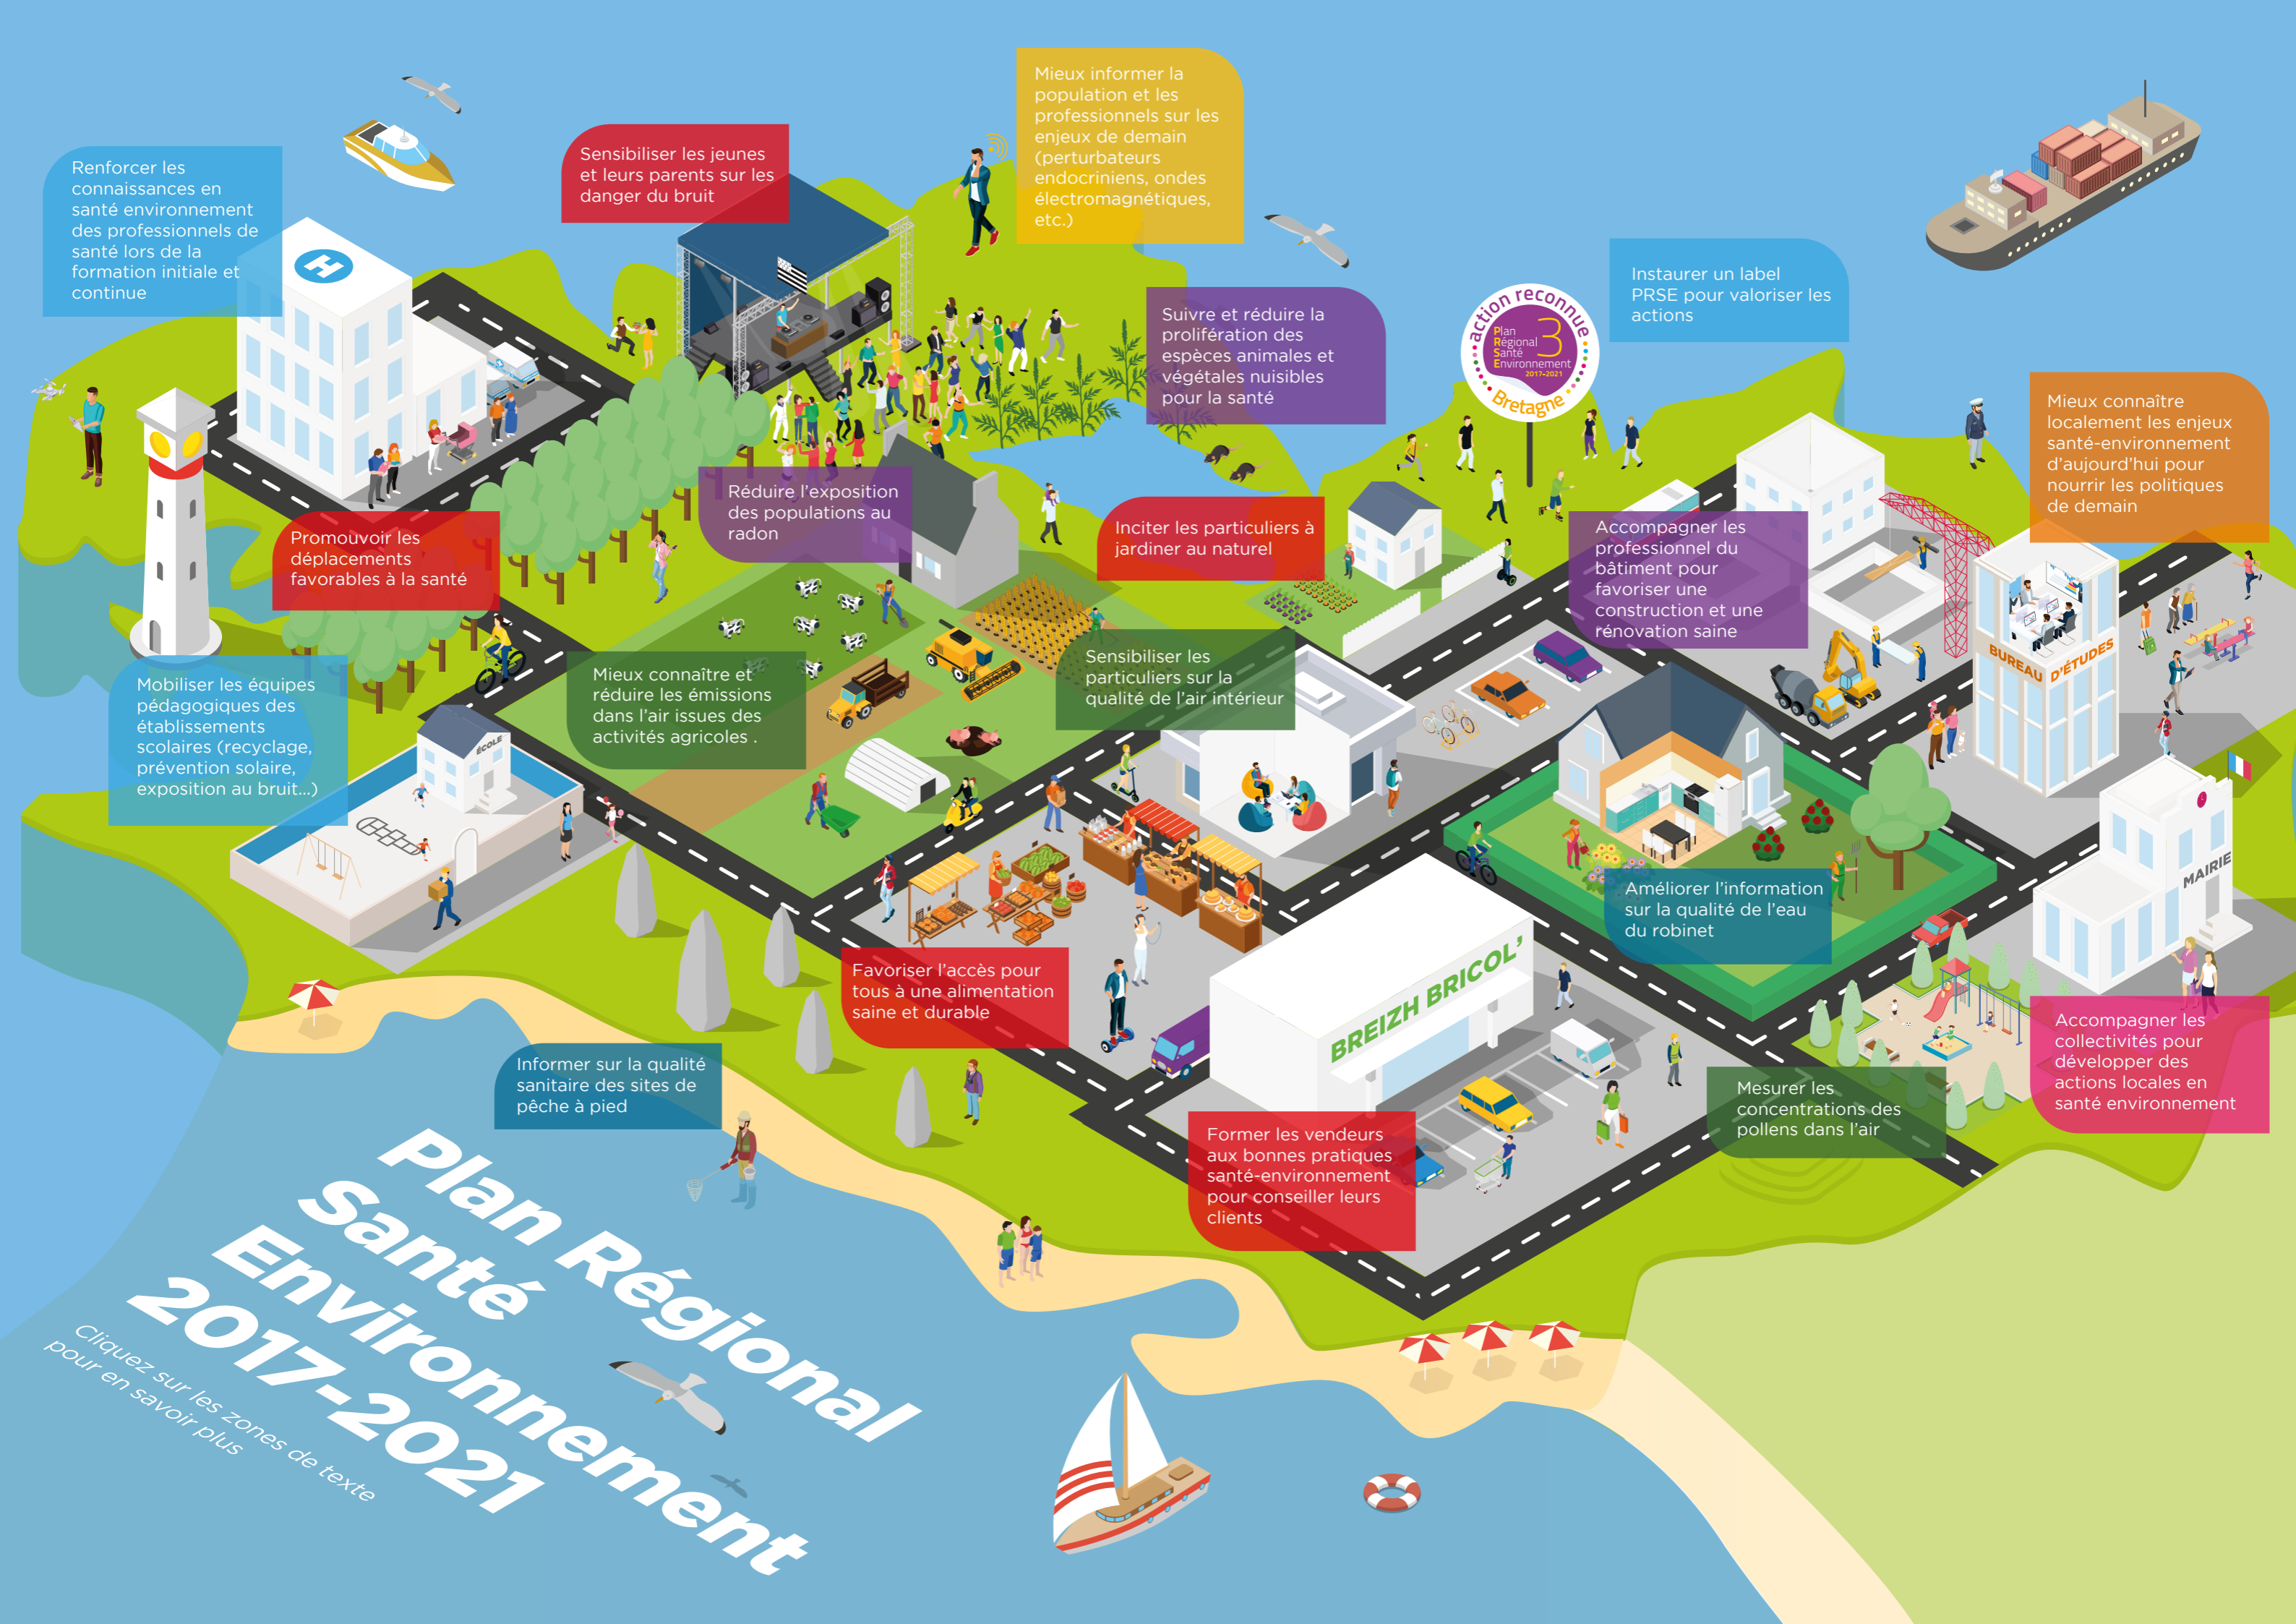 Mieux informer la
population et les
professionnels sur les
enjeux de demain
(perturbateurs
endocriniens, ondes
électromagnétiques,
etc.)
Sensibiliser les jeunes
et leurs parents sur les
danger du bruit
Renforcer les
connaissances en
santé environnement
des professionnels de
santé lors de la
formation initiale et
continue
H
Instaurer un label
PRSE pour valoriser les
actions
Suivre et réduire la
prolifération des
espèces animales et
végétales nuisibles
pour la santé
action reconnue
Plan
Régional
Santé
Environnement
3
2017-2021
Bretagne
Mieux connaître
localement les enjeux
santé-environnement
d'aujourd'hui pour
nourrir les politiques
de demain
Réduire l'exposition
des populations au
radon
Inciter les particuliers à
jardiner au naturel
Promouvoir les
déplacements
favorables à la santé
Accompagner les
professionnel du
bâtiment pour
favoriser une
construction et une
rénovation saine
BUREAU D'ÉTUDES
Sensibiliser les
particuliers sur la
qualité de l'air intérieur
Mieux connaître et
réduire les émissions
dans l'air issues des
activités agricoles .
Mobiliser les équipes
pédagogiques des
établissements
scolaires (recyclage,
prévention solaire,
exposition au bruit...)
ÉCOLE
MAIRIE
Améliorer l'information
sur la qualité de l'eau
du robinet
BREIZH BRICOL'
Favoriser l'accès pour
tous à une alimentation
saine et durable
Accompagner les
collectivités pour
développer des
actions locales en
santé environnement
Informer sur la qualité
sanitaire des sites de
pêche à pied
Mesurer les
concentrations des
pollens dans l'air
Former les vendeurs
aux bonnes pratiques
santé-environnement
pour conseiller leurs
clients
Plan Régional
Santé
Environnement
2017-2021
Cliquez sur les zones de texte
pour en savoir plus